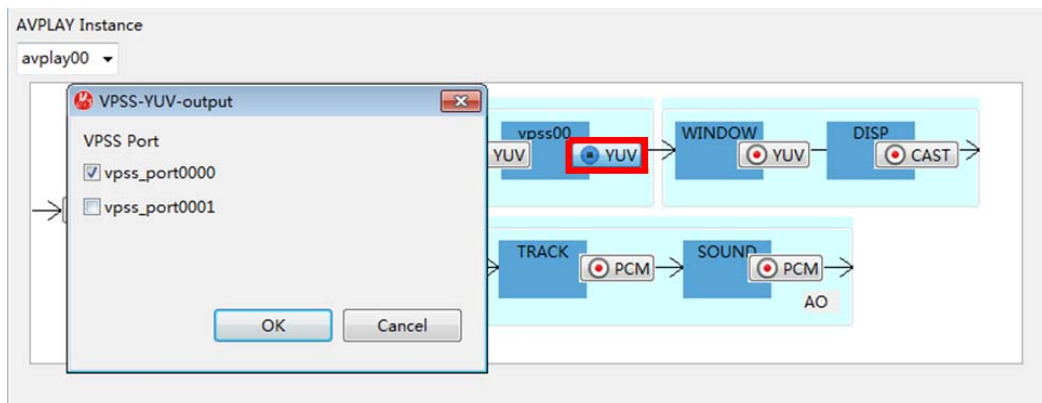 AVPLAY Instance
avplay00
VPSS-YUV-output
VPSS Port
vpss_port0000
vpss_port0001
OK
Cancel
YUV
vpss00
YUV
WINDOW
YUV
DISP
CAST
TRACK
PCM
SOUND
PCM
AO